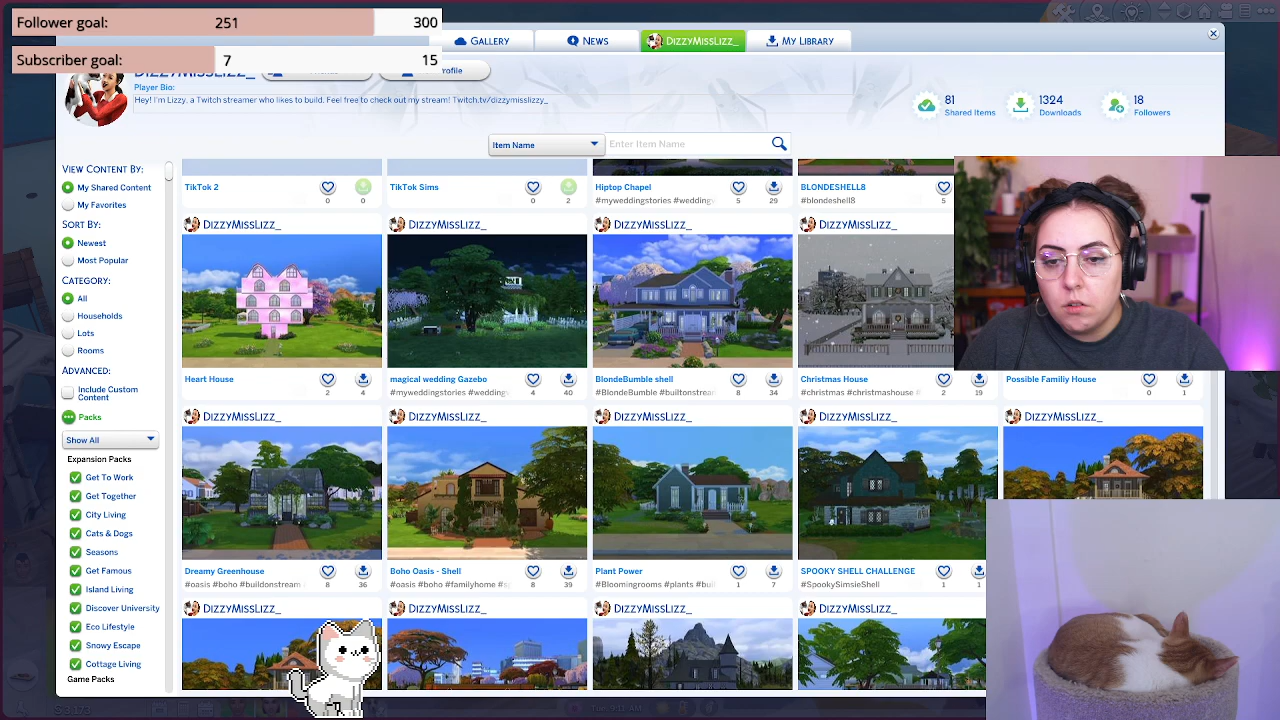 Follower goal: 251 300
Subscriber goal: 7 15
Gallery
News
DizzyMissLizz_
My Library
DizzyMissLizz_
Profile
Player Bio:
Hey! I'm Lizzy, a Twitch streamer who likes to build. Feel free to check out my stream! Twitch.tv/dizzymisslizzy_
81
Shared Items
1324
Downloads
18
Followers
Item Name
Enter Item Name
View Content By:
My Shared Content
My Favorites
Sort By:
Newest
Most Popular
Category:
All
Households
Lots
Rooms
Advanced:
Include Custom
Content
Packs
Show All
Expansion Packs
Get To Work
Get Together
City Living
Cats & Dogs
Seasons
Get Famous
Island Living
Discover University
Eco Lifestyle
Snowy Escape
Cottage Living
Game Packs
TikTok 2
0 0
TikTok Sims
0 2
Hiptop Chapel
#myweddingstories #wedding
5 29
BLONDESHELL8
#blondeshell8
5
DizzyMissLizz_
Heart House
2 4
DizzyMissLizz_
magical wedding Gazebo
#myweddingstories #wedding
4 40
DizzyMissLizz_
BlondeBumble shell
#BlondeBumble #builtonstrea
8 34
DizzyMissLizz_
Christmas House
#christmas #christmashouse #
2 19
Possible Familiy House
0 1
DizzyMissLizz_
Dreamy Greenhouse
#oasis #boho #buildonstream
8 36
DizzyMissLizz_
Boho Oasis - Shell
#oasis #boho #familyhome #s
8 39
DizzyMissLizz_
Plant Power
#Bloomingrooms #plants #bui
1 7
DizzyMissLizz_
SPOOKY SHELL CHALLENGE
#SpookySimsieShell
1 1
DizzyMissLizz_
DizzyMissLizz_
DizzyMissLizz_
DizzyMissLizz_
DizzyMissLizz_